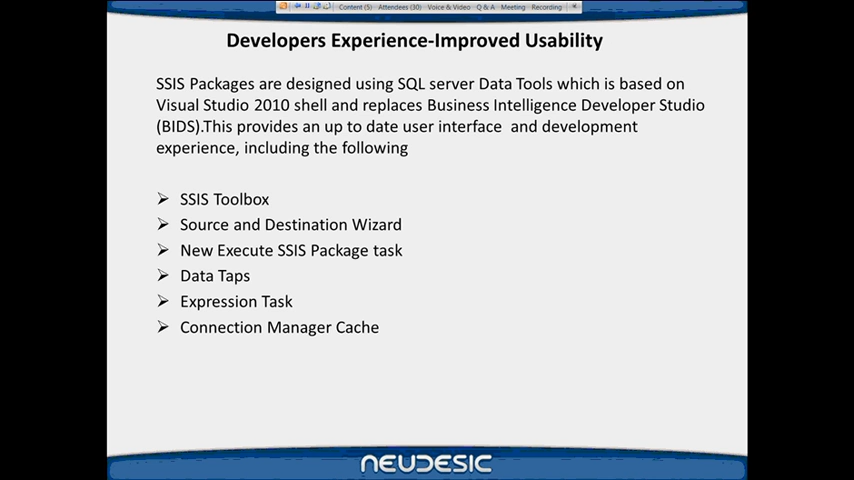 Content (5) Attendees (30) Voice & Video Q & A Meeting Recording
Developers Experience-Improved Usability
SSIS Packages are designed using SQL server Data Tools which is based on
Visual Studio 2010 shell and replaces Business Intelligence Developer Studio
(BIDS).This provides an up to date user interface and development
experience, including the following
SSIS Toolbox
Source and Destination Wizard
New Execute SSIS Package task
Data Taps
Expression Task
Connection Manager Cache
NEUDESIC